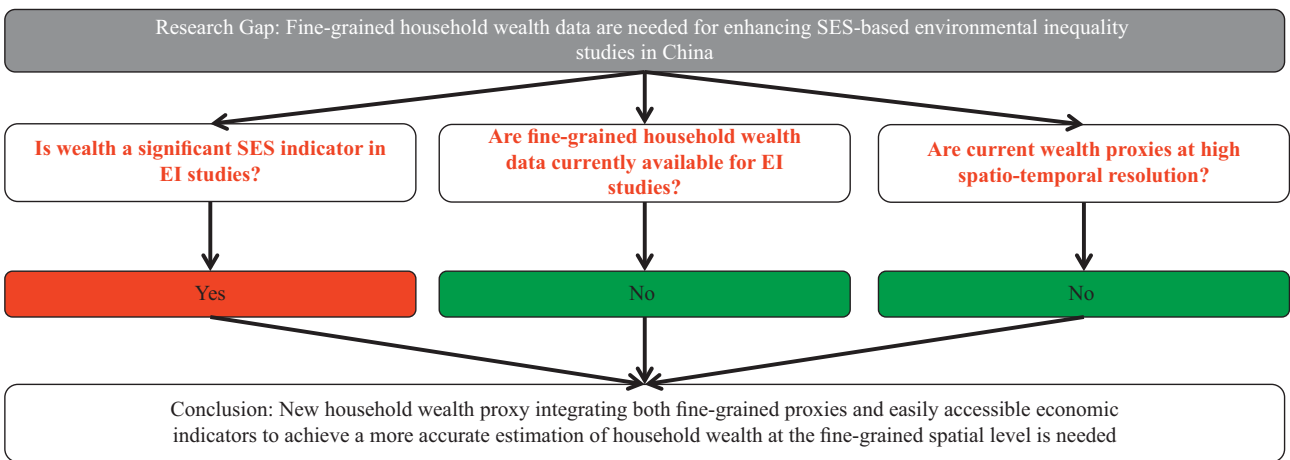 Research Gap: Fine-grained household wealth data are needed for enhancing SES-based environmental inequality
studies in China
Is wealth a significant SES indicator in
EI studies?
Are fine-grained household wealth
data currently available for EI
studies?
Are current wealth proxies at high
spatio-temporal resolution?
Yes
No
No
Conclusion: New household wealth proxy integrating both fine-grained proxies and easily accessible economic
indicators to achieve a more accurate estimation of household wealth at the fine-grained spatial level is needed